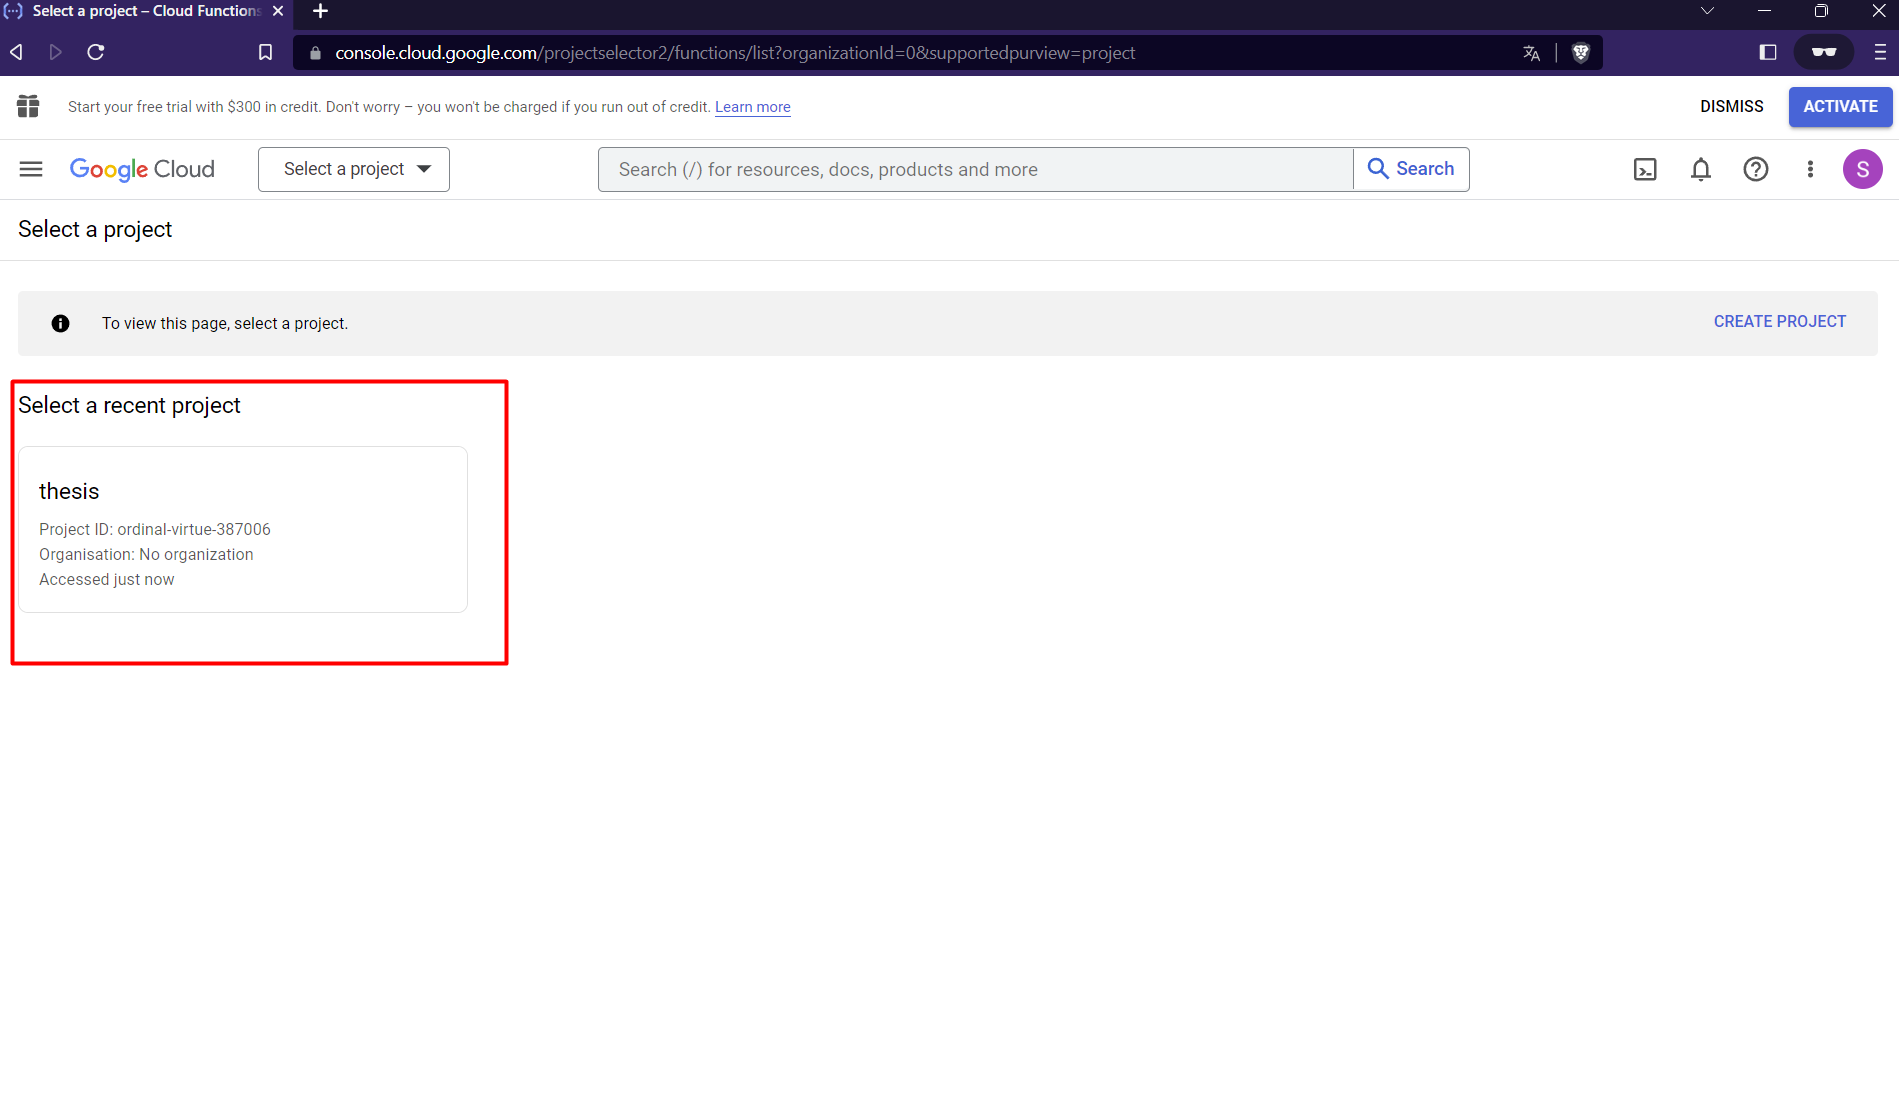 Select a project – Cloud Functions
console.cloud.google.com/projectselector2/functions/list?organizationId=0&supportedpurview=project
Start your free trial with $300 in credit. Don't worry – you won't be charged if you run out of credit. Learn more
DISMISS
ACTIVATE
Google Cloud
Select a project
Search (/) for resources, docs, products and more
Search
S
Select a project
To view this page, select a project.
CREATE PROJECT
Select a recent project
thesis
Project ID: ordinal-virtue-387006
Organisation: No organization
Accessed just now